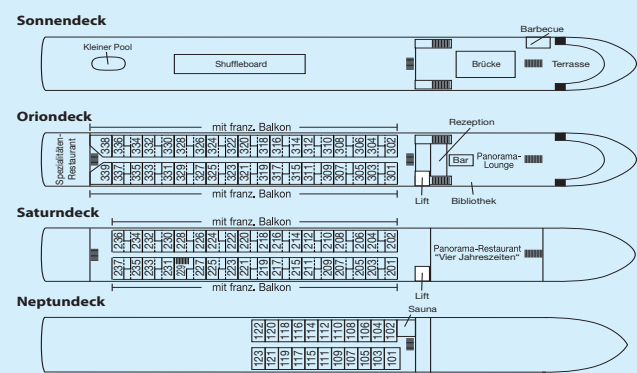 Sonnendeck
Barbecue
Kleiner Pool
Shuffleboard
Brücke
Terrasse
Oriondeck
mit franz. Balkon
Rezeption
Spezialitäten-
Restaurant
338 336 334 332 330 328 326 324 322 320 318 316 314 312 310 308 306 304 302
339 337 335 333 331 329 327 325 323 321 319 317 315 311 309 307 305 303 301
Bar
Panorama-
Lounge
mit franz. Balkon
Lift
Bibliothek
Saturndeck
mit franz. Balkon
236 234 232 230 228 226 224 222 220 218 216 214 212 210 208 206 204 202
237 235 233 231 229 227 225 223 221 219 217 215 211 209 207 205 203 201
Panorama-Restaurant
"Vier Jahreszeiten"
mit franz. Balkon
Lift
Neptundeck
Sauna
122 120 118 116 114 112 110 108 106 104 102
123 121 119 117 115 111 109 107 105 103 101